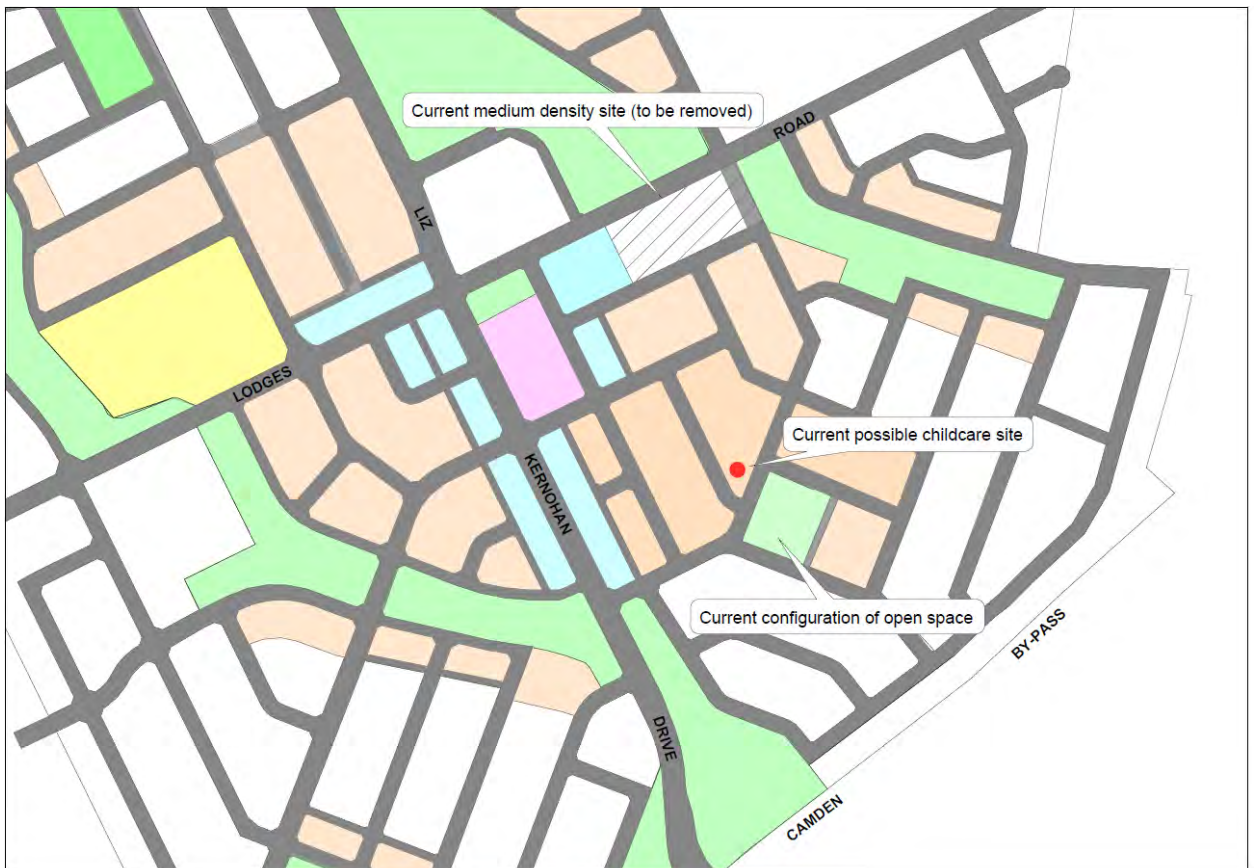 Current medium density site (to be removed)
ROAD
LIZ
LODGES
Current possible childcare site
KERNOHAN
Current configuration of open space
BY-PASS
DRIVE
CAMDEN